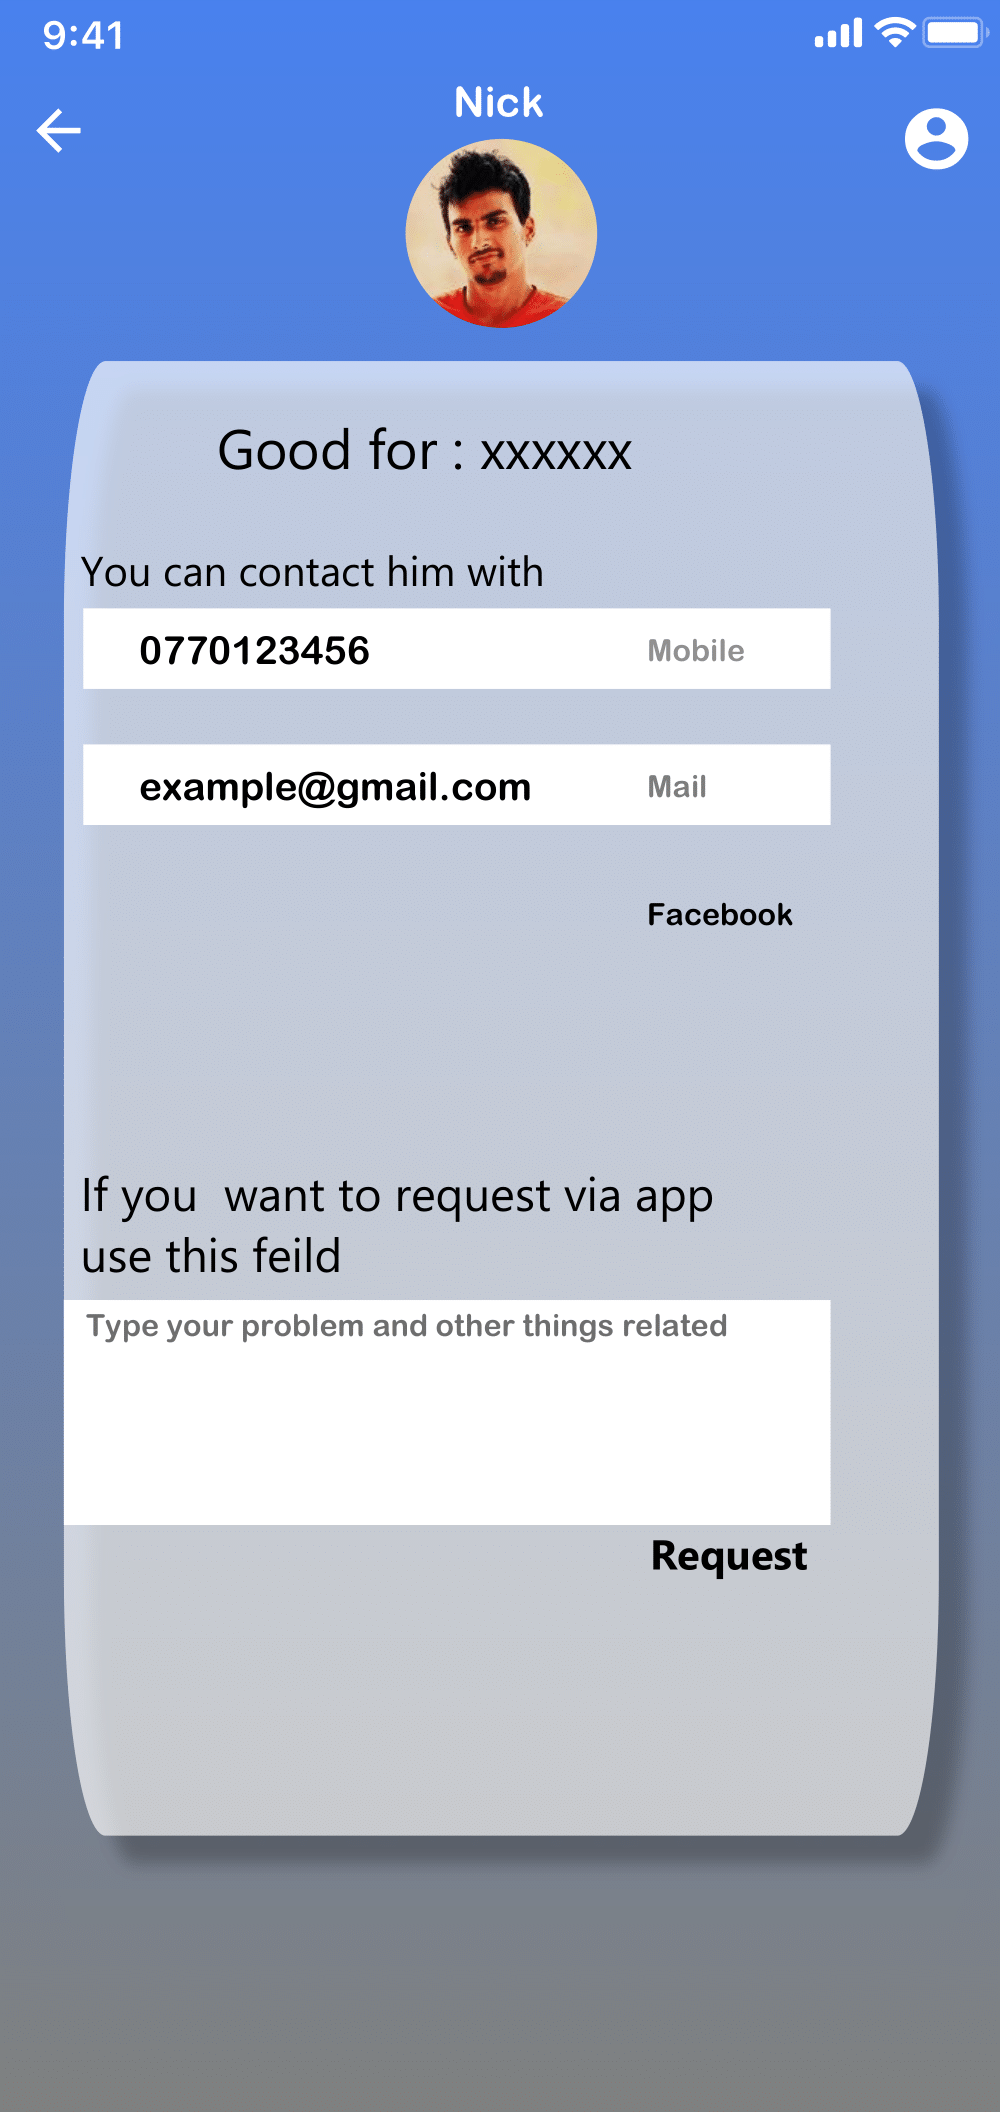 9:41
Nick
Good for : xxxxxx
You can contact him with
0770123456 Mobile
example@gmail.com Mail
Facebook
If you  want to request via app
use this feild
Type your problem and other things related
Request